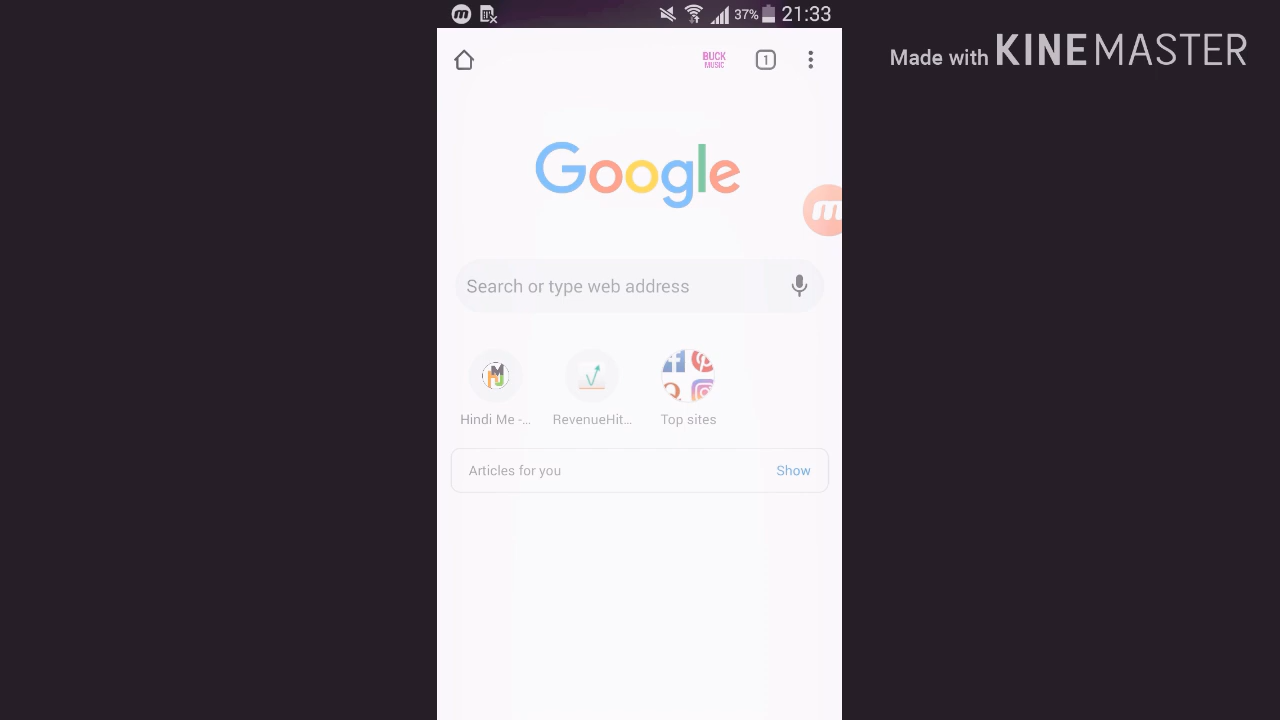 37% 21:33
Made with KINEMASTER
BUCK
MUSIC
1
Google
Search or type web address
Hindi Me -... RevenueHit... Top sites
Articles for you Show